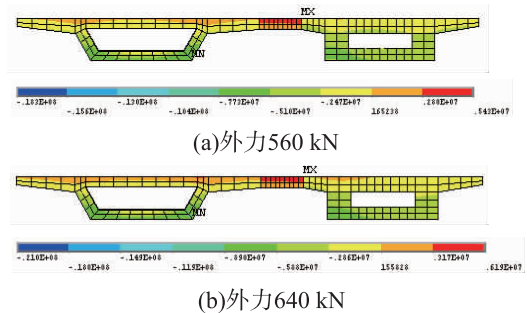 MX
MN
-.183E+08 -.130E+08 -.773E+07 -.247E+07 .280E+07
-.156E+08 -.104E+08 -.510E+07 165238 .543E+07
(a)外力560 kN
MX
MN
-.210E+08 -.149E+08 -.890E+07 -.286E+07 .317E+07
-.180E+08 -.119E+08 -.588E+07 155828 .619E+07
(b)外力640 kN